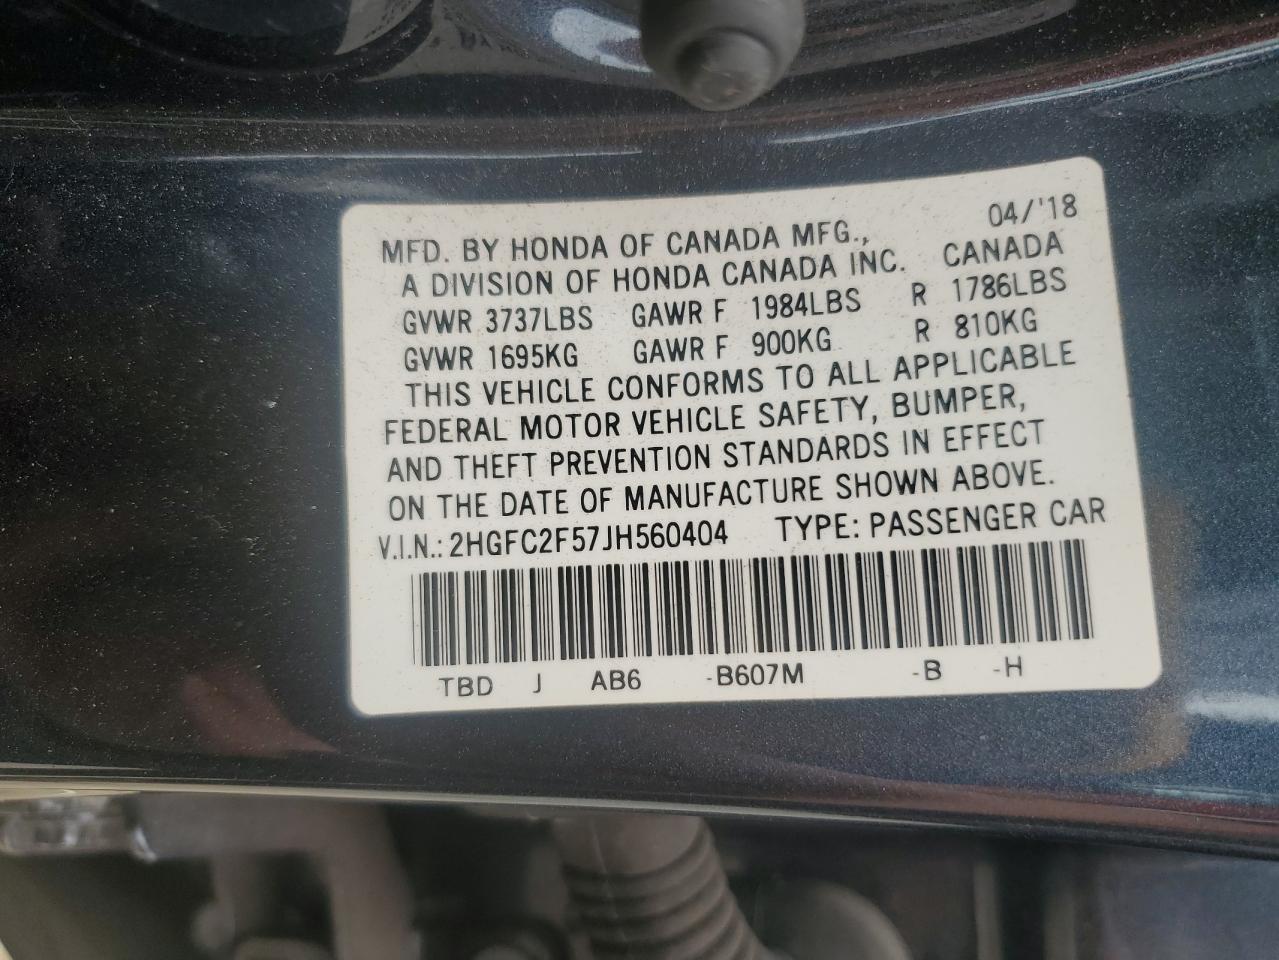 04/'18
MFD. BY HONDA OF CANADA MFG.,
A DIVISION OF HONDA CANADA INC. CANADA
GVWR 3737LBS GAWR F 1984LBS R 1786LBS
GVWR 1695KG GAWR F 900KG R 810KG
THIS VEHICLE CONFORMS TO ALL APPLICABLE
FEDERAL MOTOR VEHICLE SAFETY, BUMPER,
AND THEFT PREVENTION STANDARDS IN EFFECT
ON THE DATE OF MANUFACTURE SHOWN ABOVE.
V.I.N.: 2HGFC2F57JH560404 TYPE: PASSENGER CAR
TBD J AB6 -B607M -B -H